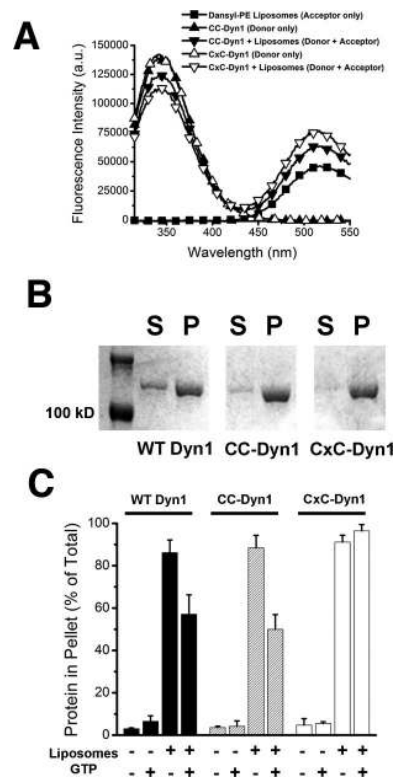 A
Dansyl-PE Liposomes (Acceptor only)
CC-Dyn1 (Donor only)
CC-Dyn1 + Liposomes (Donor + Acceptor)
CxC-Dyn1 (Donor only)
CxC-Dyn1 + Liposomes (Donor + Acceptor)
Fluorescence Intensity (a.u.)
150000
125000
100000
75000
50000
25000
0
350 400 450 500 550
Wavelength (nm)
B
S P S P S P
100 kD
WT Dyn1 CC-Dyn1 CxC-Dyn1
C
WT Dyn1 CC-Dyn1 CxC-Dyn1
Protein in Pellet (% of Total)
100
80
60
40
20
0
Liposomes - - + + - - + + - - + +
GTP - + - + - + - + - + - +